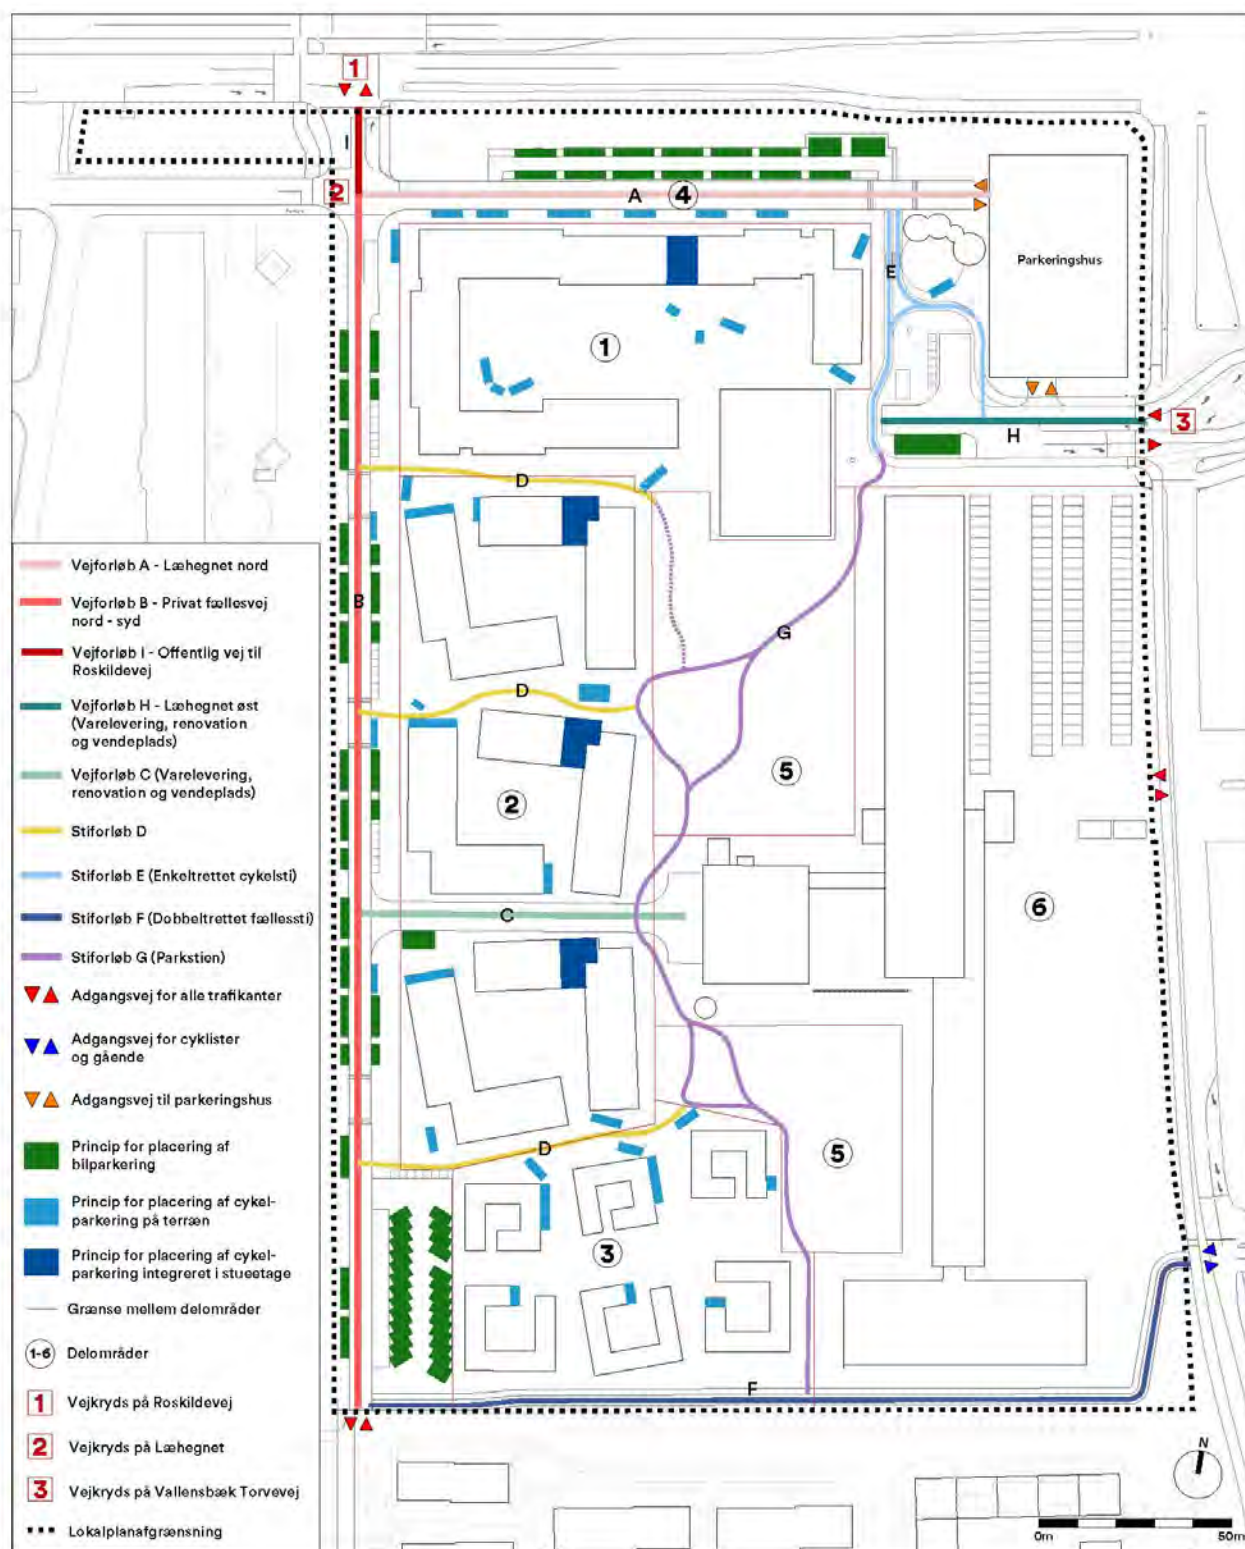 1
I
2
A
4
E
Parkeringshus
1
3
H
D
B
G
D
5
2
C
6
D
5
3
F
Vejforløb A - Læhegnet nord
Vejforløb B - Privat fællesvej
nord - syd
Vejforløb I - Offentlig vej til
Roskildevej
Vejforløb H - Læhegnet øst
(Varelevering, renovation
og vendeplads)
Vejforløb C (Varelevering,
renovation og vendeplads)
Stiforløb D
Stiforløb E (Enkeltrettet cykelsti)
Stiforløb F (Dobbeltrettet fællessti)
Stiforløb G (Parkstien)
Adgangsvej for alle trafikanter
Adgangsvej for cyklister
og gående
Adgangsvej til parkeringshus
Princip for placering af
bilparkering
Princip for placering af cykel-
parkering på terræn
Princip for placering af cykel-
parkering integreret i stueetage
Grænse mellem delområder
1-6 Delområder
1 Vejkryds på Roskildevej
2 Vejkryds på Læhegnet
3 Vejkryds på Vallensbæk Torvevej
Lokalplanafgrænsning
N
0m 50m